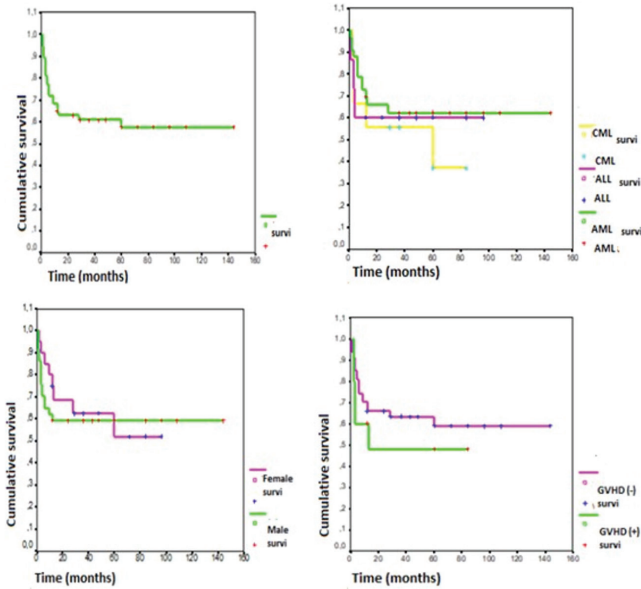 1,1
1,0
,9
,8
,7
,6
,5
,4
,3
,2
,1
0,0
0 20 40 60 80 100 120 140 160
Cumulative survival
Time (months)
survi
1,1
1,0
,9
,8
,7
,6
,5
,4
,3
,2
,1
0,0
0 20 40 60 80 100 120 140 160
Cumulative survival
Time (months)
CML survi
CML
ALL survi
ALL
AML survi
AML
1,1
1,0
,9
,8
,7
,6
,5
,4
,3
,2
,1
0,0
0 20 40 60 80 100 120 140 160
Cumulative survival
Time (months)
Female
survi
Male
survi
1,1
1,0
,9
,8
,7
,6
,5
,4
,3
,2
,1
0,0
0 20 40 60 80 100 120 140 160
Cumulative survival
Time (months)
GVHD (-)
survi
GVHD (+)
survi